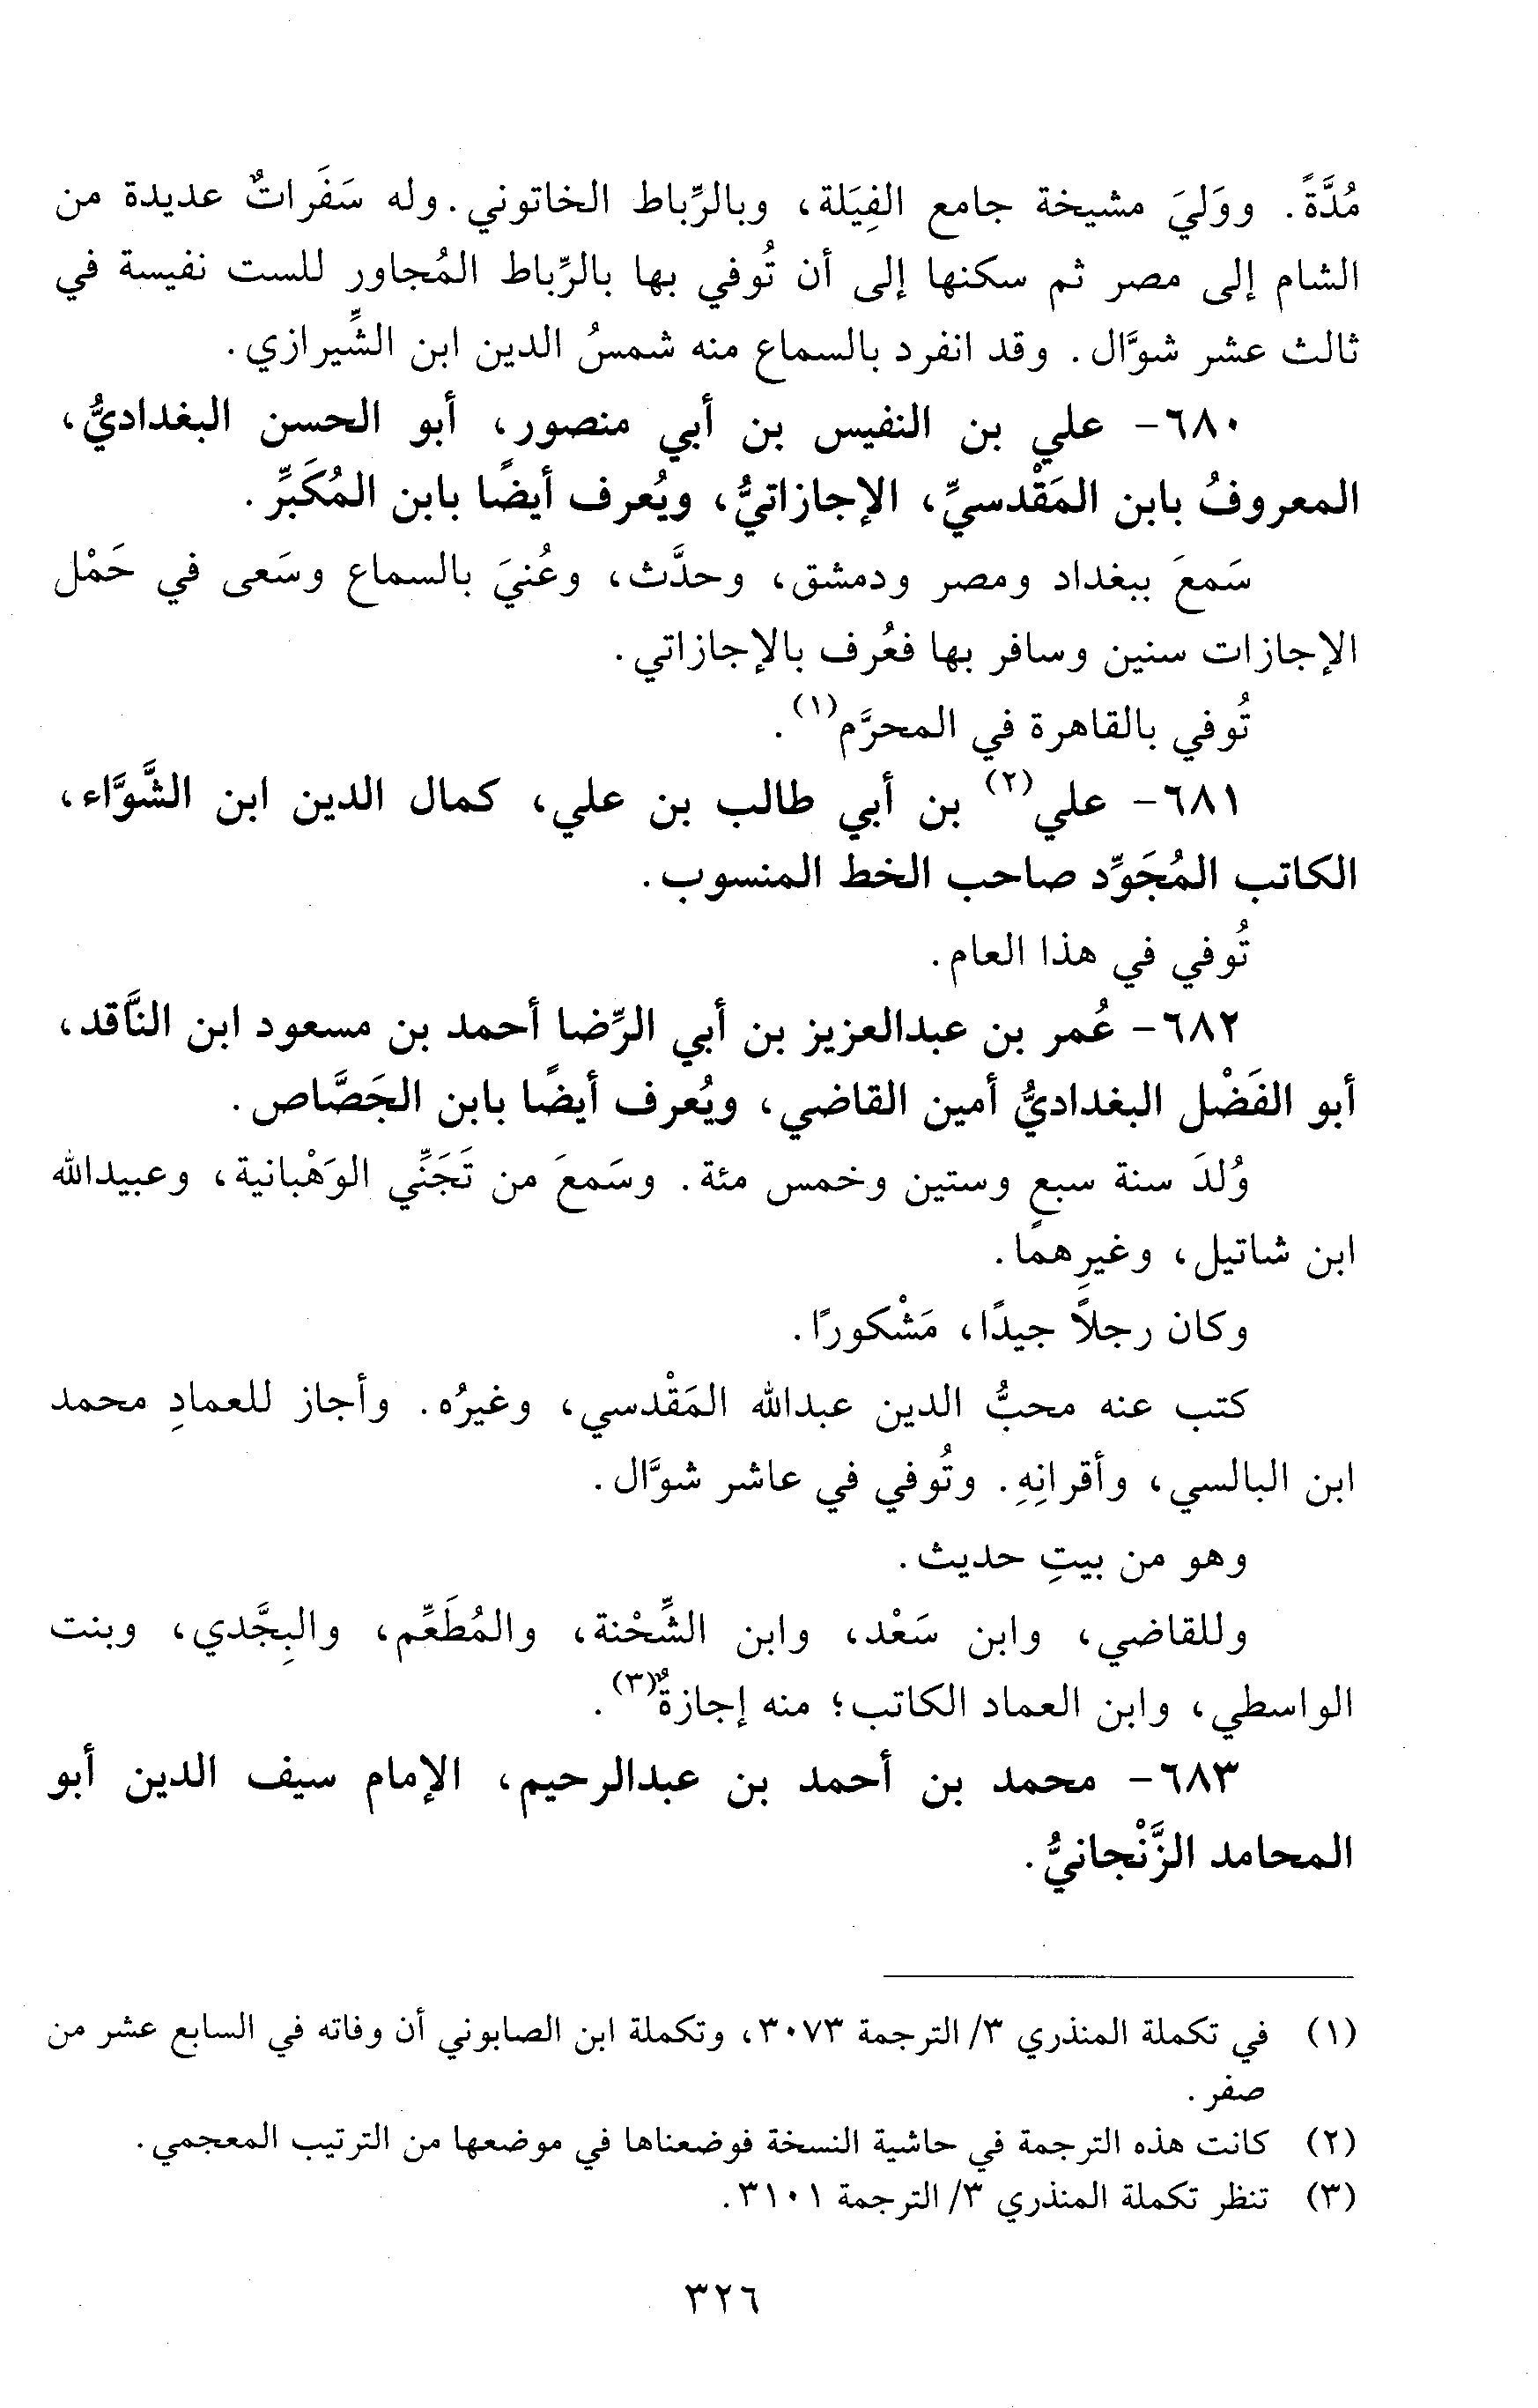 مُدَّةً. ووَليَ مشيخة جامع الفِيَلة، وبالرِّباط الخاتوني. وله سَفَراتٌ عديدة من
الشام إلى مصر ثم سكنها إلى أن تُوفي بها بالرِّباط المُجاور للست نفيسة في
ثالث عشر شوَّال. وقد انفرد بالسماع منه شمسُ الدين ابن الشِّيرازي.
٦٨٠- علي بن النفيس بن أبي منصور، أبو الحسن البغداديُّ،
المعروفُ بابن المَقْدسيِّ، الإجازاتيُّ، ويُعرف أيضًا بابن المُكَبِّر.
سَمعَ ببغداد ومصر ودمشق، وحدَّث، وعُنيَ بالسماع وسَعى في حَمْل
الإجازات سنين وسافر بها فعُرف بالإجازاتي.
تُوفي بالقاهرة في المحرَّم(١).
٦٨١- علي(٢) بن أبي طالب بن علي، كمال الدين ابن الشَّوَّاء،
الكاتب المُجَوِّد صاحب الخط المنسوب.
تُوفي في هذا العام.
٦٨٢- عُمر بن عبدالعزيز بن أبي الرِّضا أحمد بن مسعود ابن النَّاقد،
أبو الفَضْل البغداديُّ أمين القاضي، ويُعرف أيضًا بابن الجَصَّاص.
وُلدَ سنة سبعٍ وستين وخمس مئة. وسَمعَ من تَجَنِّي الوَهْبانية، وعبيدالله
ابن شاتيل، وغيرِهما.
وكان رجلاً جيدًا، مَشْكورًا.
كتب عنه محبُّ الدين عبدالله المَقْدسي، وغيرُه. وأجاز للعمادِ محمد
ابن البالسي، وأقرانِهِ. وتُوفي في عاشر شوَّال.
وهو من بيتِ حديث.
وللقاضي، وابن سَعْد، وابن الشِّحْنة، والمُطَعِّم، والبِجَّدي، وبنت
الواسطي، وابن العماد الكاتب؛ منه إجازةٌ(٣).
٦٨٣- محمد بن أحمد بن عبدالرحيم، الإمام سيف الدين أبو
المحامد الزَّنْجانيُّ.
(١) في تكملة المنذري ٣/ الترجمة ٣٠٧٣، وتكملة ابن الصابوني أن وفاته في السابع عشر من
صفر.
(٢) كانت هذه الترجمة في حاشية النسخة فوضعناها في موضعها من الترتيب المعجمي.
(٣) تنظر تكملة المنذري ٣/ الترجمة ٣١٠١.
٣٢٦